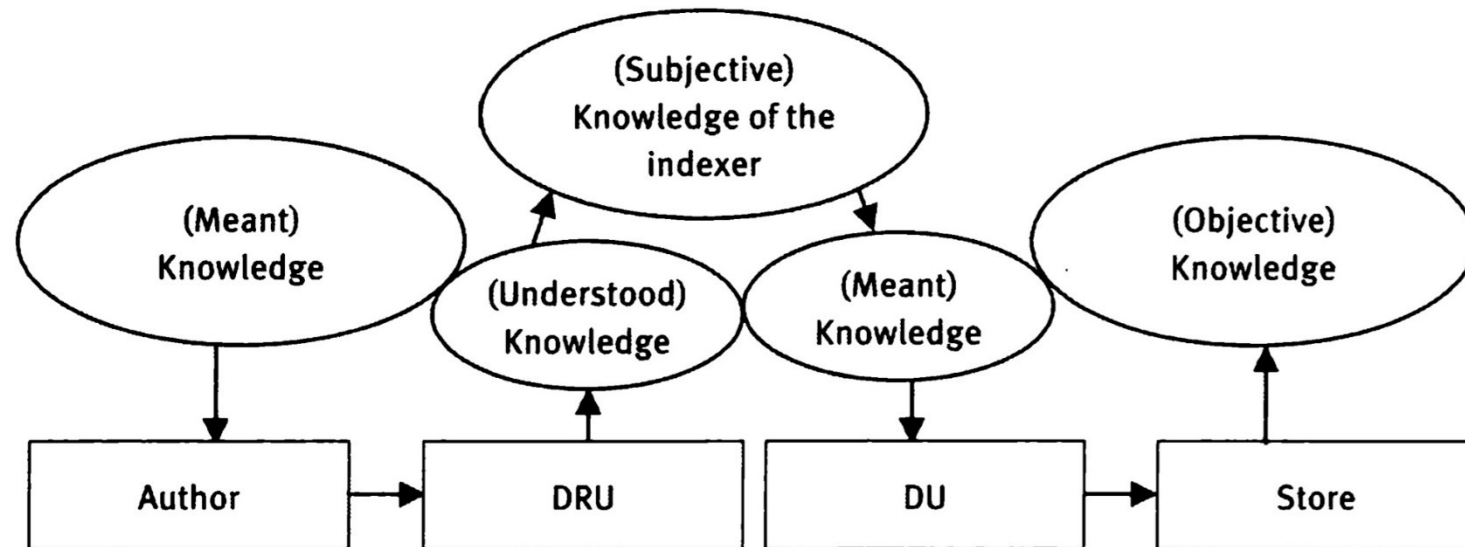 (Subjective)
Knowledge of the
indexer
(Meant)
Knowledge
(Understood)
Knowledge
(Meant)
Knowledge
(Objective)
Knowledge
Author
DRU
DU
Store